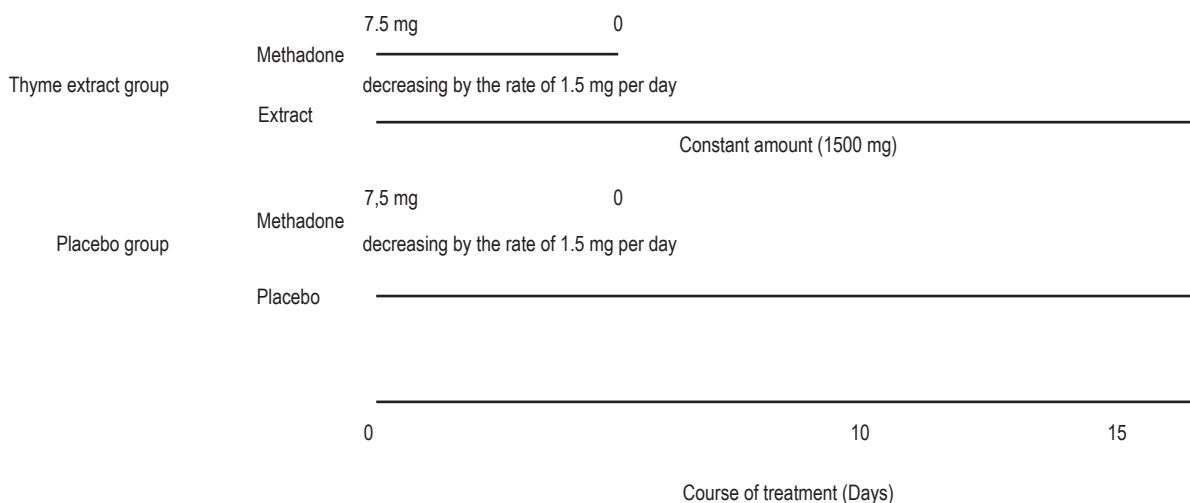 7.5 mg 0
Methadone
Thyme extract group decreasing by the rate of 1.5 mg per day
Extract
Constant amount (1500 mg)
7,5 mg 0
Methadone
Placebo group decreasing by the rate of 1.5 mg per day
Placebo
0 10 15
Course of treatment (Days)